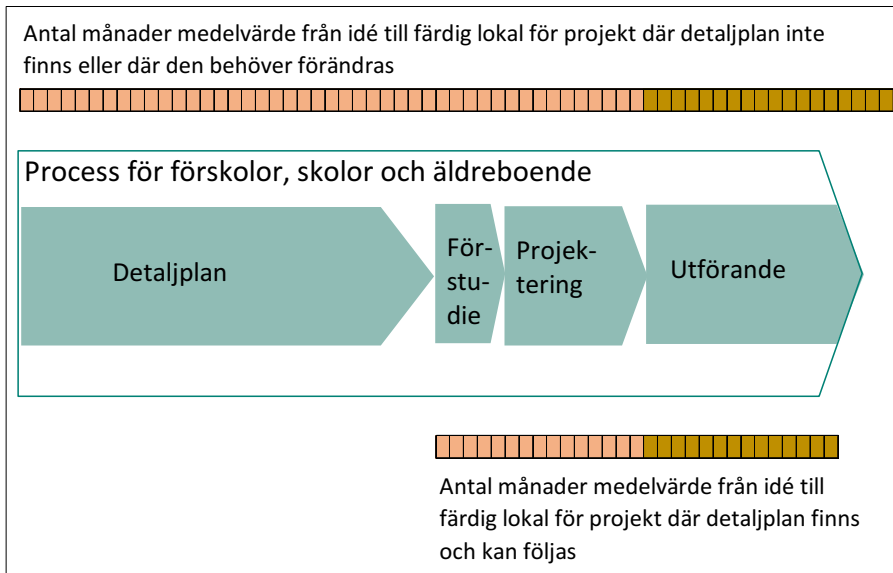 Antal månader medelvärde från idé till färdig lokal för projekt där detaljplan inte
finns eller där den behöver förändras
Process för förskolor, skolor och äldreboende
Detaljplan
För-
stu-
die
Projek-
tering
Utförande
Antal månader medelvärde från idé till
färdig lokal för projekt där detaljplan finns
och kan följas